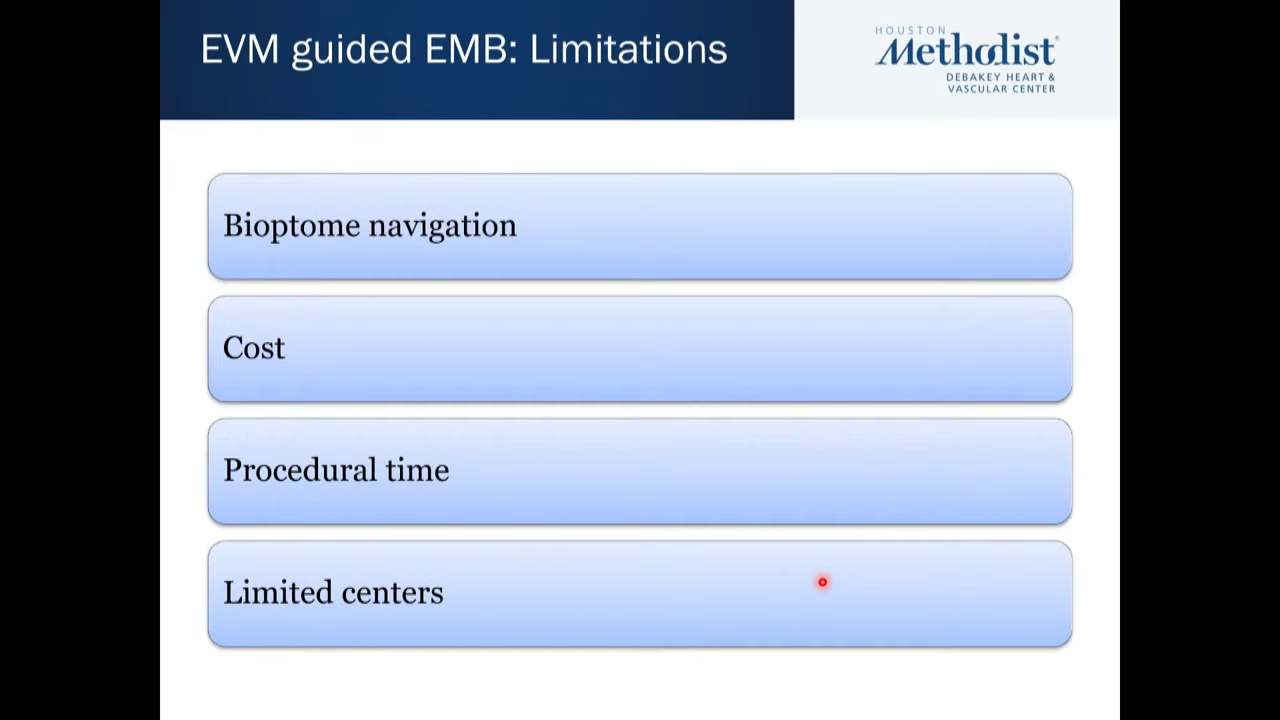 EVM guided EMB: Limitations
HOUSTON
Methodist
DEBAKEY HEART &
VASCULAR CENTER
Bioptome navigation
Cost
Procedural time
Limited centers